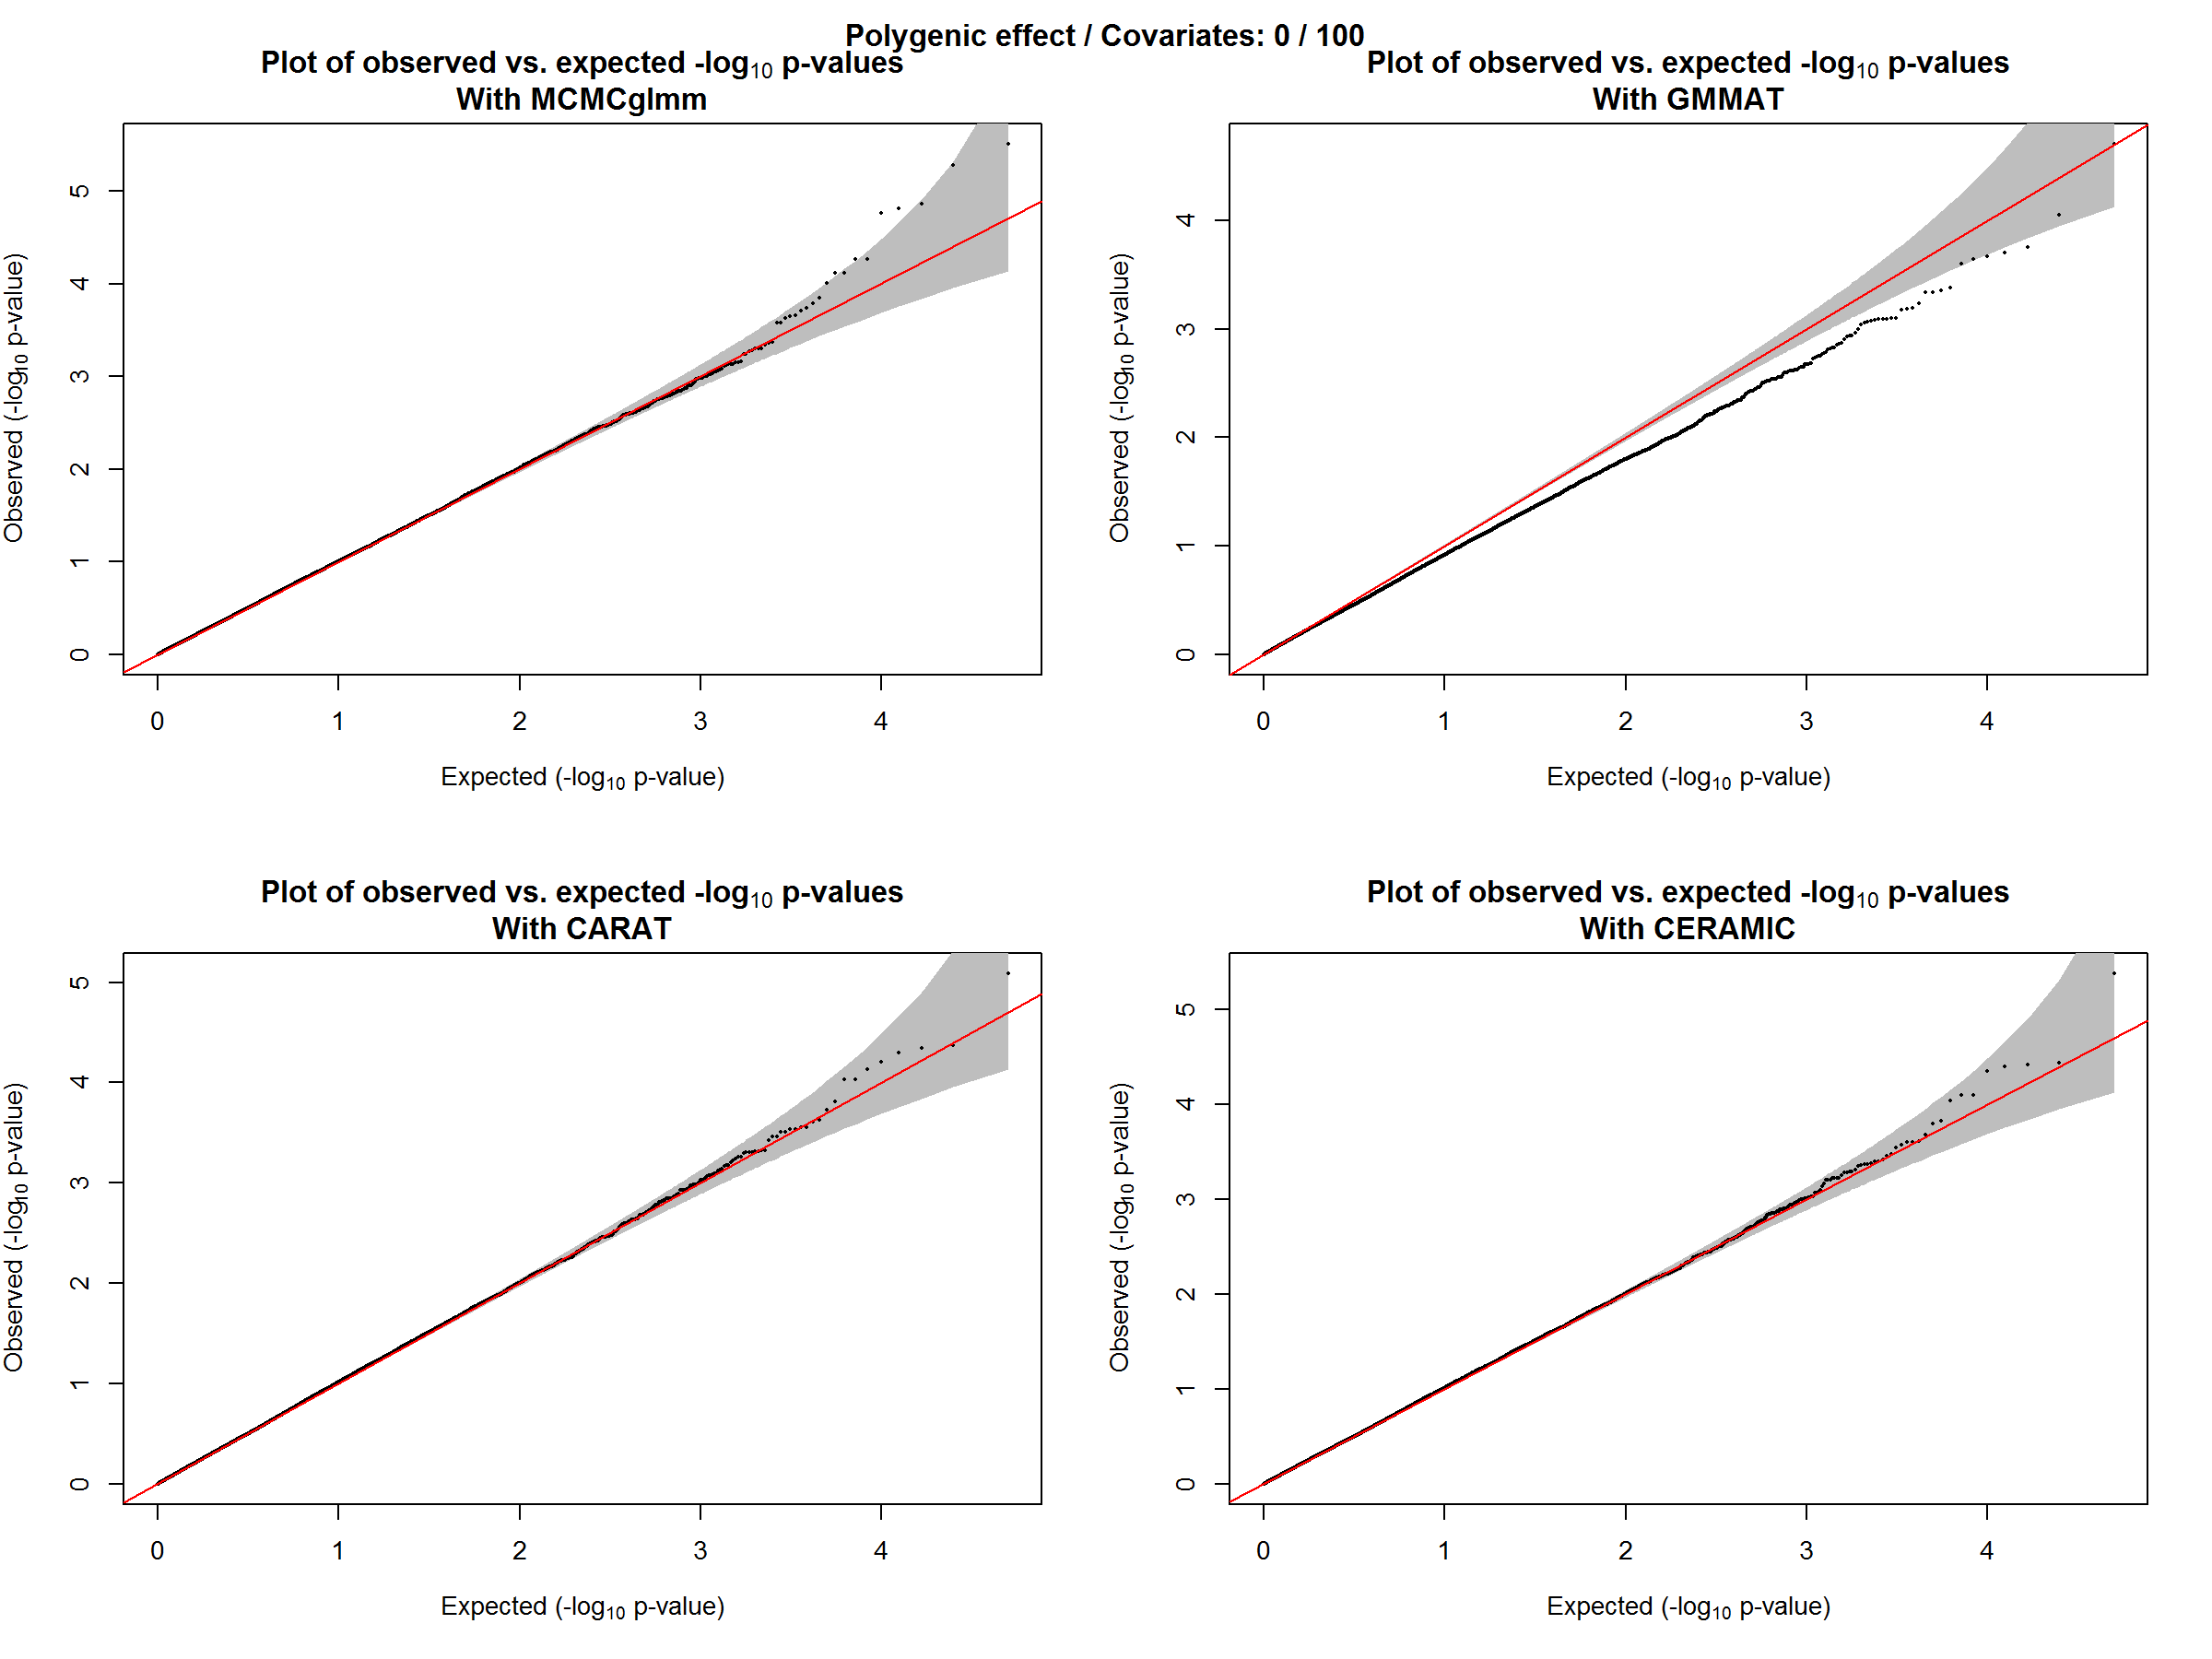 Polygenic effect / Covariates: 0 / 100
Plot of observed vs. expected -log10 p-values
With MCMCglmm
Observed (-log10 p-value)
0 1 2 3 4 5
0 1 2 3 4
Expected (-log10 p-value)
Plot of observed vs. expected -log10 p-values
With GMMAT
Observed (-log10 p-value)
0 1 2 3 4
0 1 2 3 4
Expected (-log10 p-value)
Plot of observed vs. expected -log10 p-values
With CARAT
Observed (-log10 p-value)
0 1 2 3 4 5
0 1 2 3 4
Expected (-log10 p-value)
Plot of observed vs. expected -log10 p-values
With CERAMIC
Observed (-log10 p-value)
0 1 2 3 4 5
0 1 2 3 4
Expected (-log10 p-value)